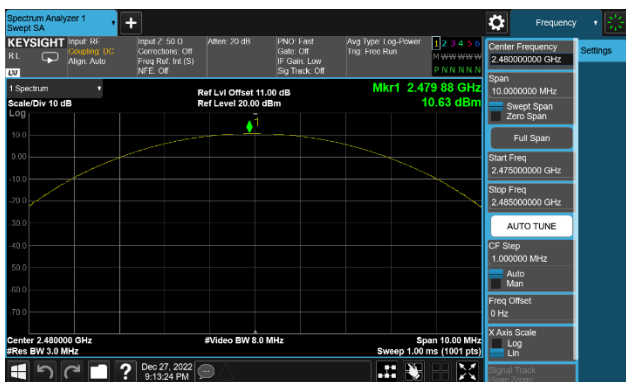 Spectrum Analyzer 1
Swept SA
Frequency
KEYSIGHT
Input: RF
Coupling: DC
Align: Auto
Input Z: 50 Ω
Corrections: Off
Freq Ref: Int (S)
NFE: Off
Atten: 20 dB
PNO: Fast
Gate: Off
IF Gain: Low
Sig Track: Off
Avg Type: Log-Power
Trig: Free Run
1 2 3 4 5 6
M W W W W W
P N N N N N
RL
LXI
1 Spectrum
Scale/Div 10 dB
Log
Ref Lvl Offset 11.00 dB
Ref Level 20.00 dBm
Mkr1 2.479 88 GHz
10.63 dBm
1
10.0
0.00
-10.0
-20.0
-30.0
-40.0
-50.0
-60.0
-70.0
Center 2.480000 GHz
#Res BW 3.0 MHz
#Video BW 8.0 MHz
Span 10.00 MHz
Sweep 1.00 ms (1001 pts)
Dec 27, 2022
9:13:24 PM
?
Center Frequency
2.480000000 GHz
Settings
Span
10.0000000 MHz
Swept Span
Zero Span
Full Span
Start Freq
2.475000000 GHz
Stop Freq
2.485000000 GHz
AUTO TUNE
CF Step
1.000000 MHz
Auto
Man
Freq Offset
0 Hz
X Axis Scale
Log
Lin
Signal Track
(Span Zoom)